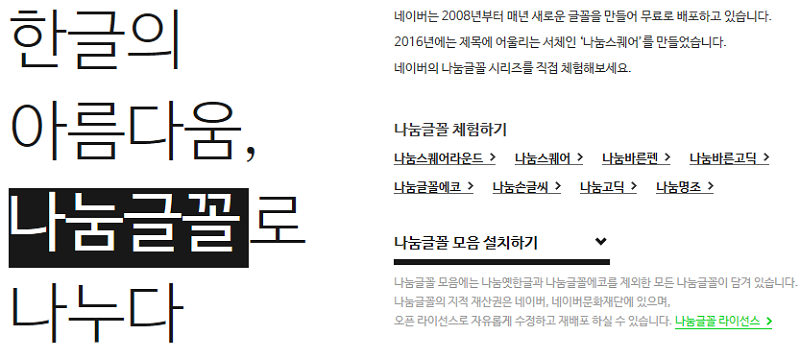 한글의
아름다움,
나눔글꼴로
나누다
네이버는 2008년부터 매년 새로운 글꼴을 만들어 무료로 배포하고 있습니다.
2016년에는 제목에 어울리는 서체인 ‘나눔스퀘어’를 만들었습니다.
네이버의 나눔글꼴 시리즈를 직접 체험해보세요.
나눔글꼴 체험하기
나눔스퀘어라운드 > 나눔스퀘어 > 나눔바른펜 > 나눔바른고딕 >
나눔글꼴에코 > 나눔손글씨 > 나눔고딕 > 나눔명조 >
나눔글꼴 모음 설치하기
나눔글꼴 모음에는 나눔옛한글과 나눔글꼴에코를 제외한 모든 나눔글꼴이 담겨 있습니다.
나눔글꼴의 지적 재산권은 네이버, 네이버문화재단에 있으며,
오픈 라이선스로 자유롭게 수정하고 재배포 하실 수 있습니다. 나눔글꼴 라이선스 >